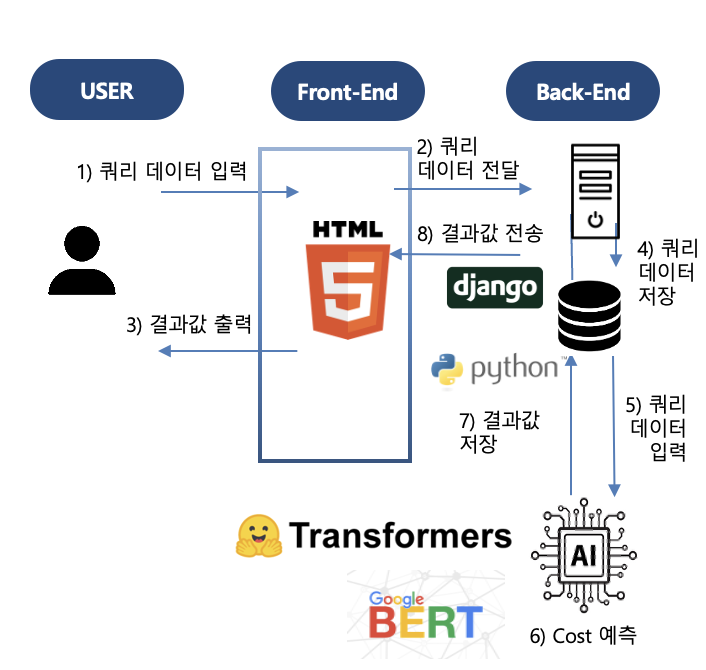 USER
Front-End
Back-End
1) 쿼리 데이터 입력
2) 쿼리
데이터 전달
HTML
5
8) 결과값 전송
4) 쿼리
데이터
저장
django
3) 결과값 출력
python™
7) 결과값
저장
5) 쿼리
데이터
입력
Transformers
AI
Google
BERT
6) Cost 예측